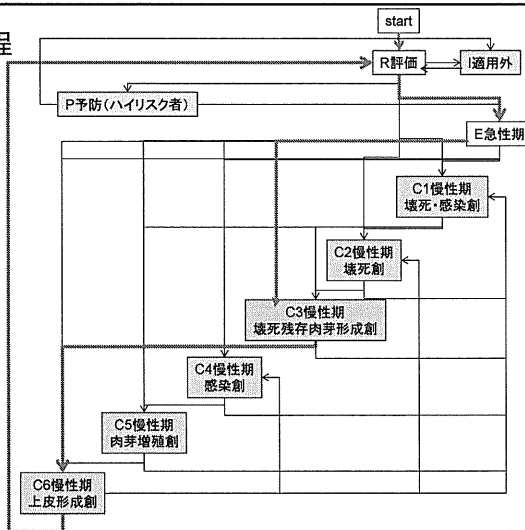 程
start
R評価
I適用外
P予防(ハイリスク者)
E急性期
C1慢性期
壊死・感染創
C2慢性期
壊死創
C3慢性期
壊死残存肉芽形成創
C4慢性期
感染創
C5慢性期
肉芽増殖創
C6慢性期
上皮形成創